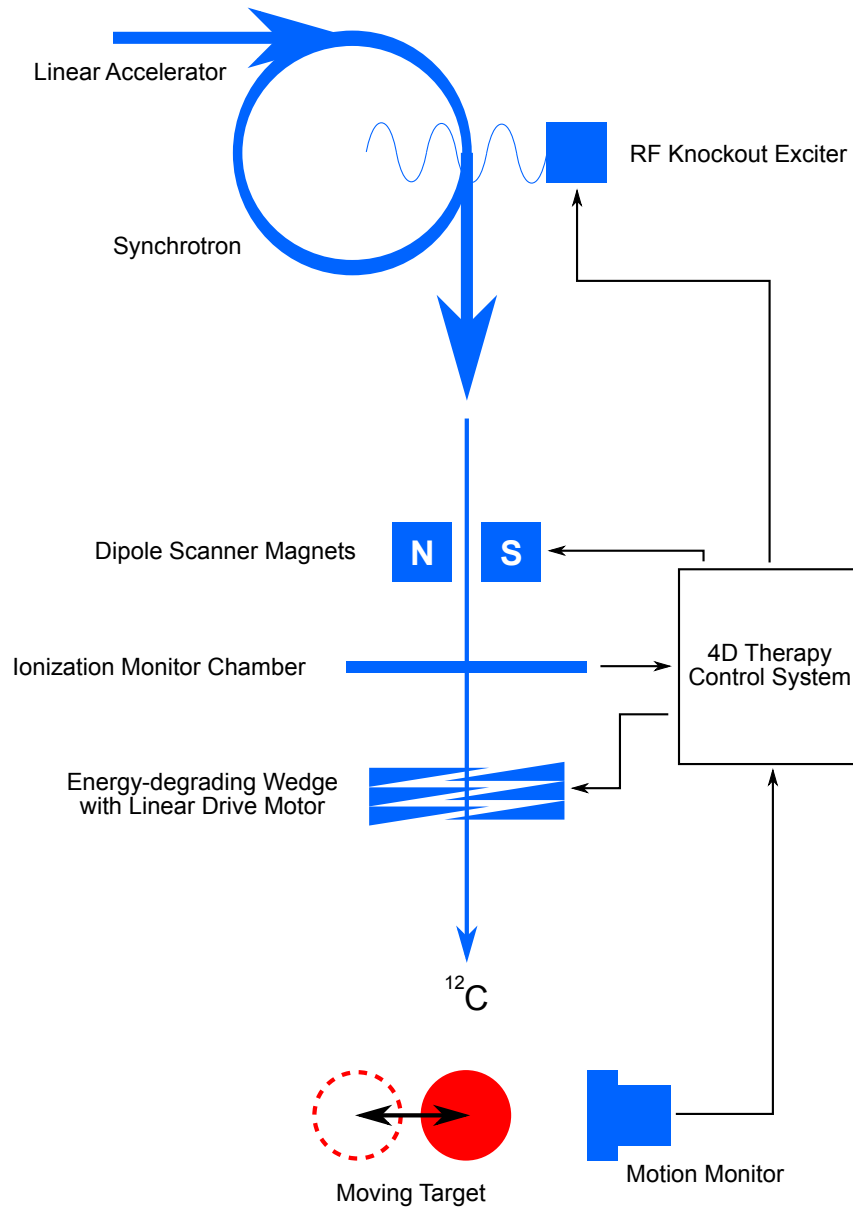 Linear Accelerator
RF Knockout Exciter
Synchrotron
Dipole Scanner Magnets
N
S
Ionization Monitor Chamber
4D Therapy
Control System
Energy-degrading Wedge
with Linear Drive Motor
¹²C
Motion Monitor
Moving Target